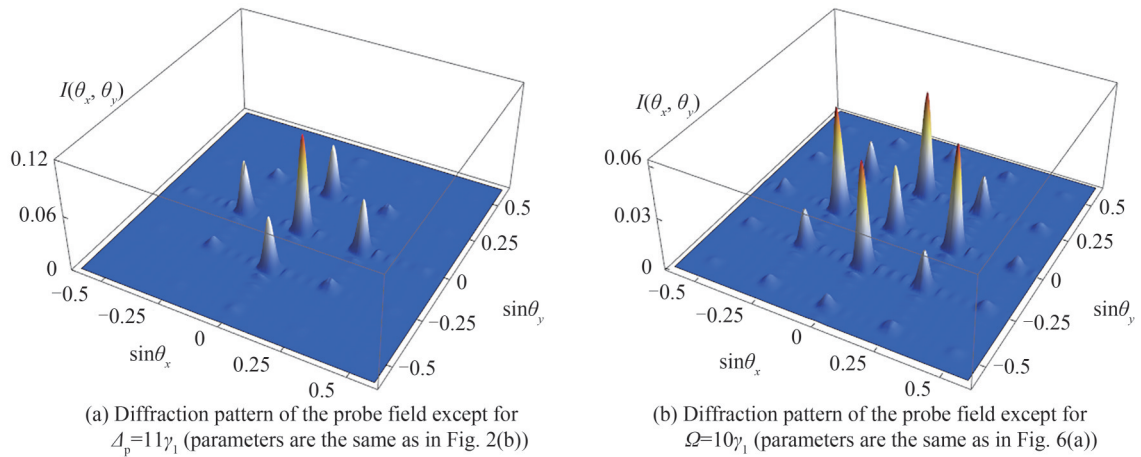 I(θx, θy)
0.12
0.06
0
−0.5
−0.25
0
0.25
0.5
sinθx
0.5
0.25
0
−0.25
−0.5
sinθy
(a) Diffraction pattern of the probe field except for
Δp=11γ1 (parameters are the same as in Fig. 2(b))
I(θx, θy)
0.06
0.03
0
−0.5
−0.25
0
0.25
0.5
sinθx
0.5
0.25
0
−0.25
−0.5
sinθy
(b) Diffraction pattern of the probe field except for
Ω=10γ1 (parameters are the same as in Fig. 6(a))